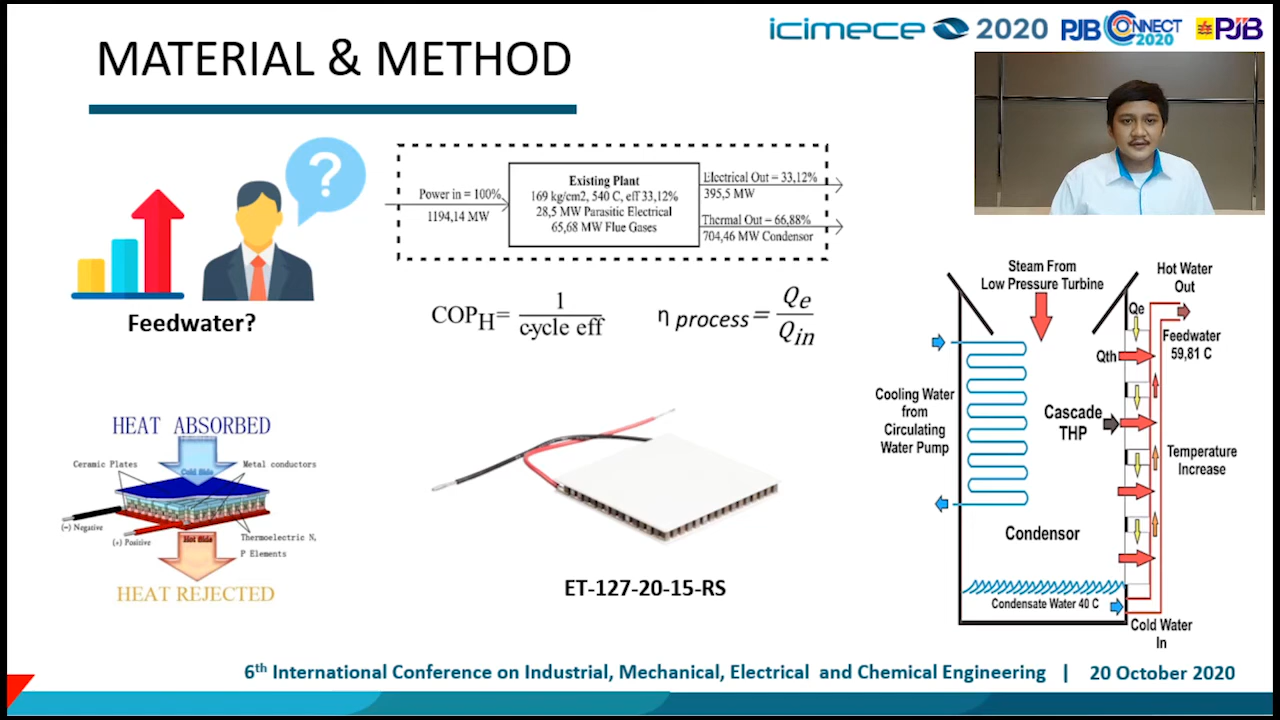 icimece 2020 PJB CONNECT 2020 PJB
MATERIAL & METHOD
?
Feedwater?
Power in = 100%
1194,14 MW
Existing Plant
169 kg/cm2, 540 C, eff 33,12%
28,5 MW Parasitic Electrical
65,68 MW Flue Gases
Electrical Out = 33,12%
395,5 MW
Thermal Out = 66,88%
704,46 MW Condensor
COPH= 1 / cycle eff
η process = Qe / Qin
HEAT ABSORBED
Cold Side
Ceramic Plates
Metal conductors
(-) Negative
(+) Positive
Hot Side
Thermoelectric N,
P Elements
HEAT REJECTED
ET-127-20-15-RS
Steam From
Low Pressure Turbine
Hot Water
Out
Qe
Feedwater
59,81 C
Qth
Cooling Water
from
Circulating
Water Pump
Cascade
THP
Temperature
Increase
Condensor
Condensate Water 40 C
Cold Water
In
6th International Conference on Industrial, Mechanical, Electrical and Chemical Engineering | 20 October 2020